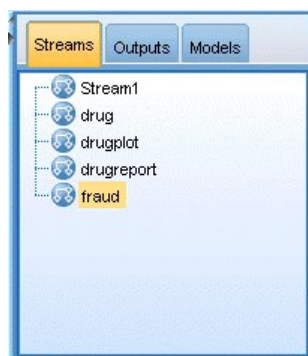 Streams Outputs Models
Stream1
drug
drugplot
drugreport
fraud